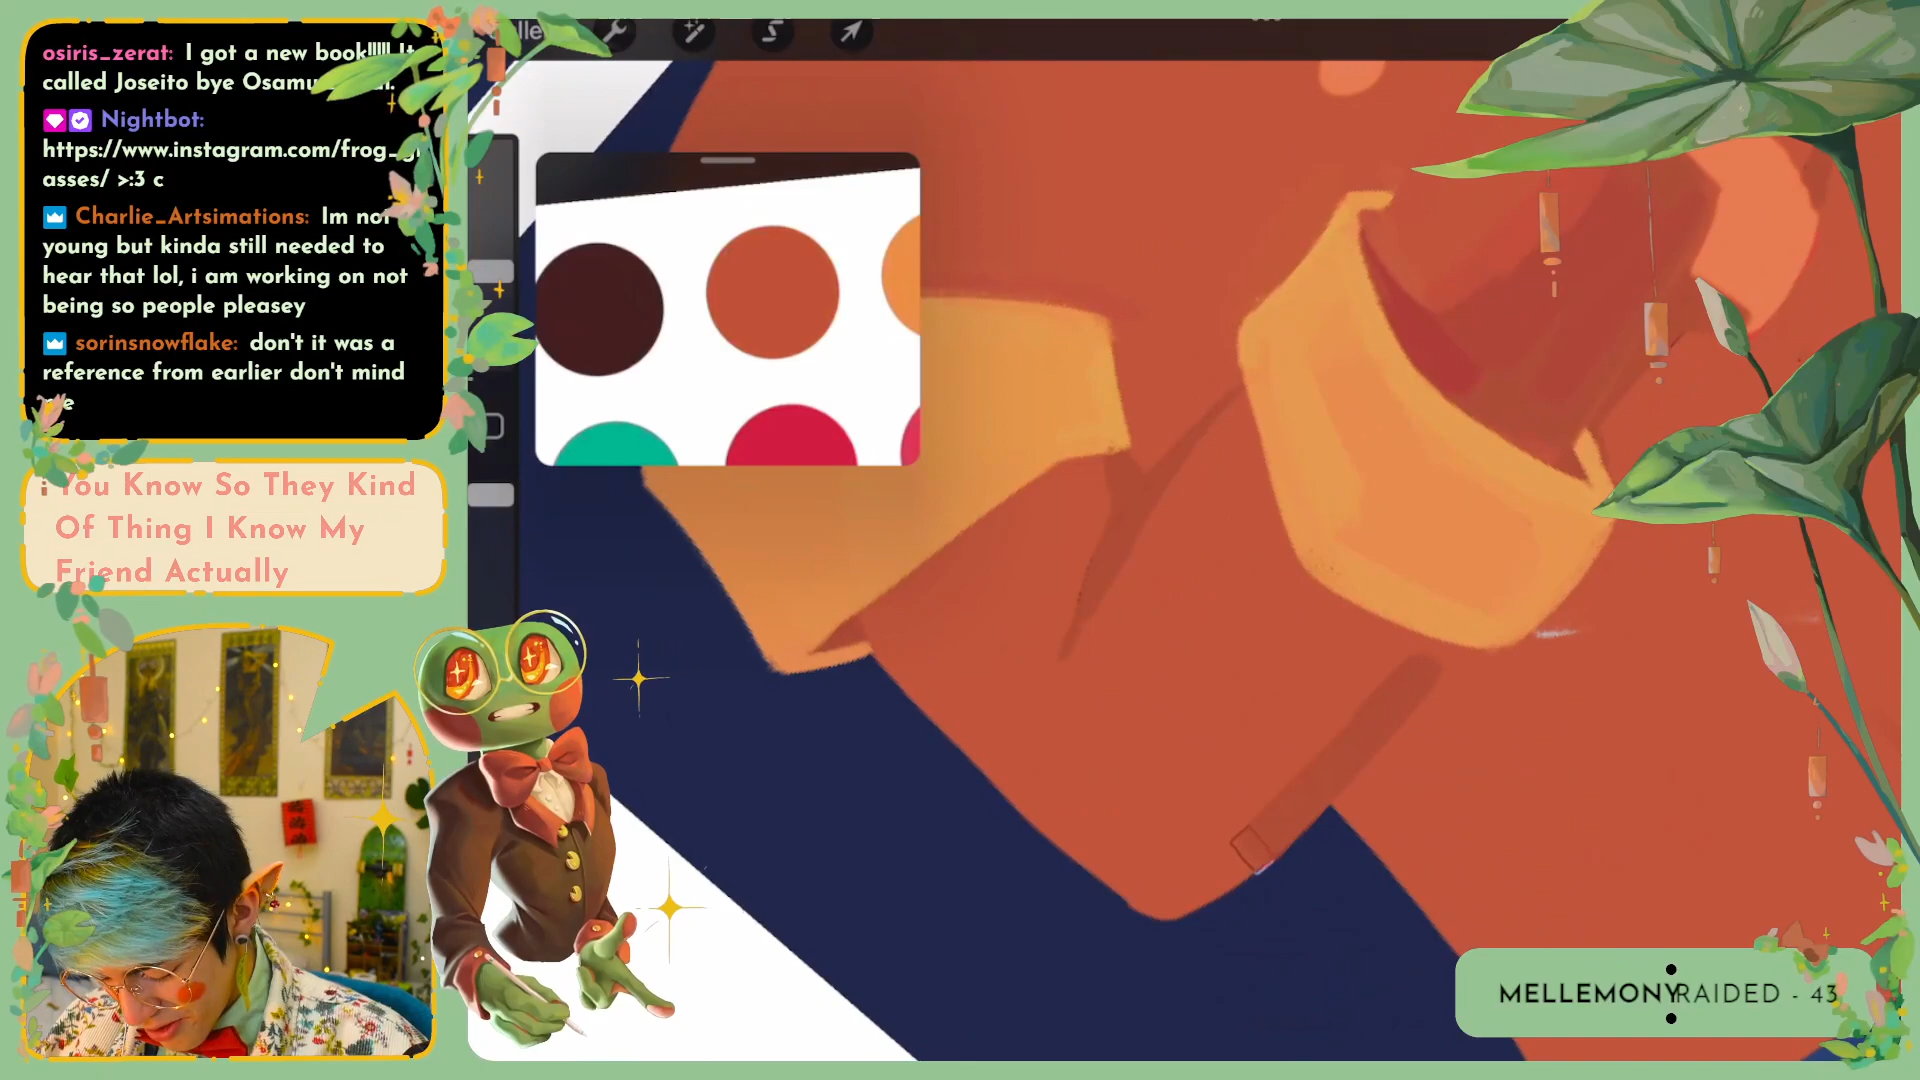 osiris_zerat: I got a new book!!!!! It
called Joseito bye Osamu
Nightbot:
https://www.instagram.com/frog_gl
asses/ >:3 c
Charlie_Artsimations: Im not
young but kinda still needed to
hear that lol, i am working on not
being so people pleasey
sorinsnowflake: don't it was a
reference from earlier don't mind
me
You Know So They Kind
Of Thing I Know My
Friend Actually
MELLEMONY RAIDED - 43